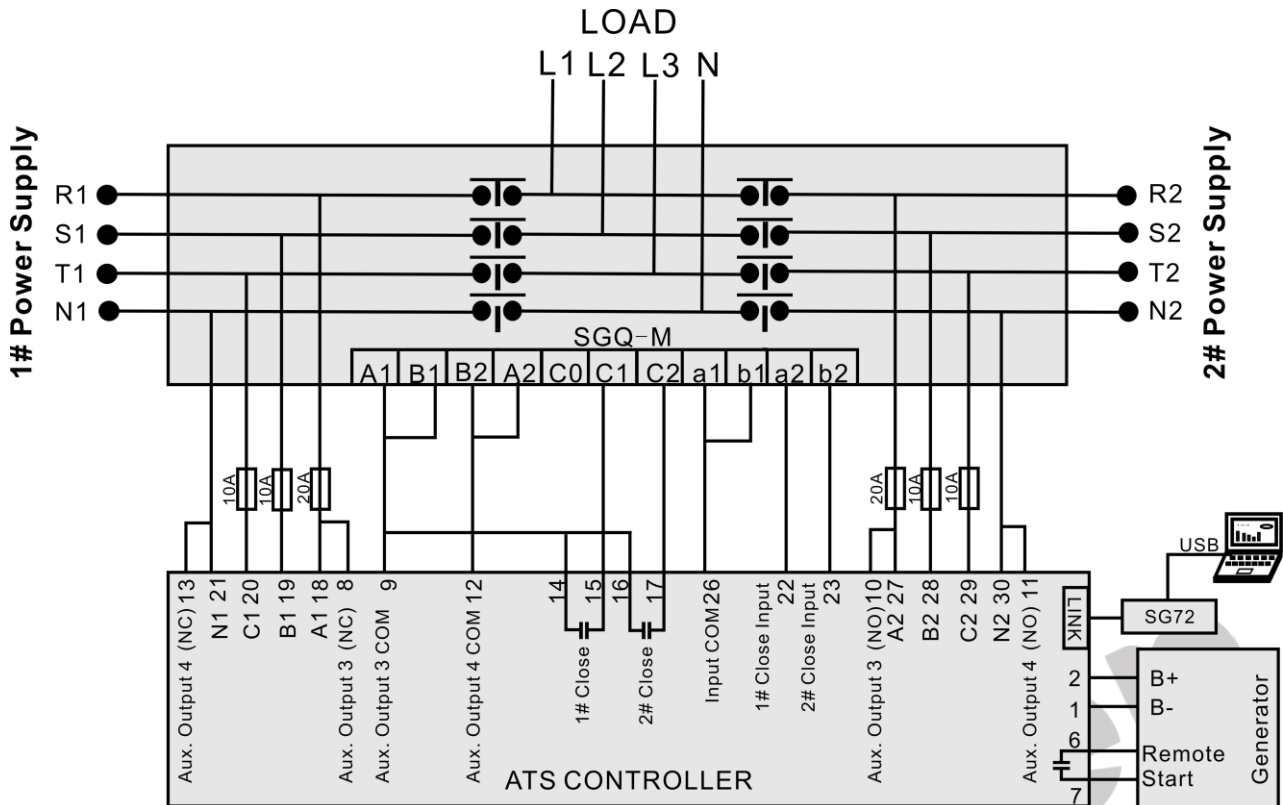 LOAD
L1 L2 L3 N
1# Power Supply
2# Power Supply
R1
R2
S1
S2
T1
T2
N1
N2
SGQ-M
A1 B1 B2 A2 C0 C1 C2 a1 b1 a2 b2
10A
10A
20A
20A
10A
10A
USB
SG72
LINK
Aux. Output 4 (NC) 13
N1 21
C1 20
B1 19
A1 18
Aux. Output 3 (NC) 8
Aux. Output 3 COM 9
Aux. Output 4 COM 12
14
1# Close 15
16
2# Close 17
Input COM 26
1# Close Input 22
2# Close Input 23
Aux. Output 3 (NO) 10
A2 27
B2 28
C2 29
N2 30
Aux. Output 4 (NO) 11
2
B+
1
B-
6
Remote
Start
7
Generator
ATS CONTROLLER